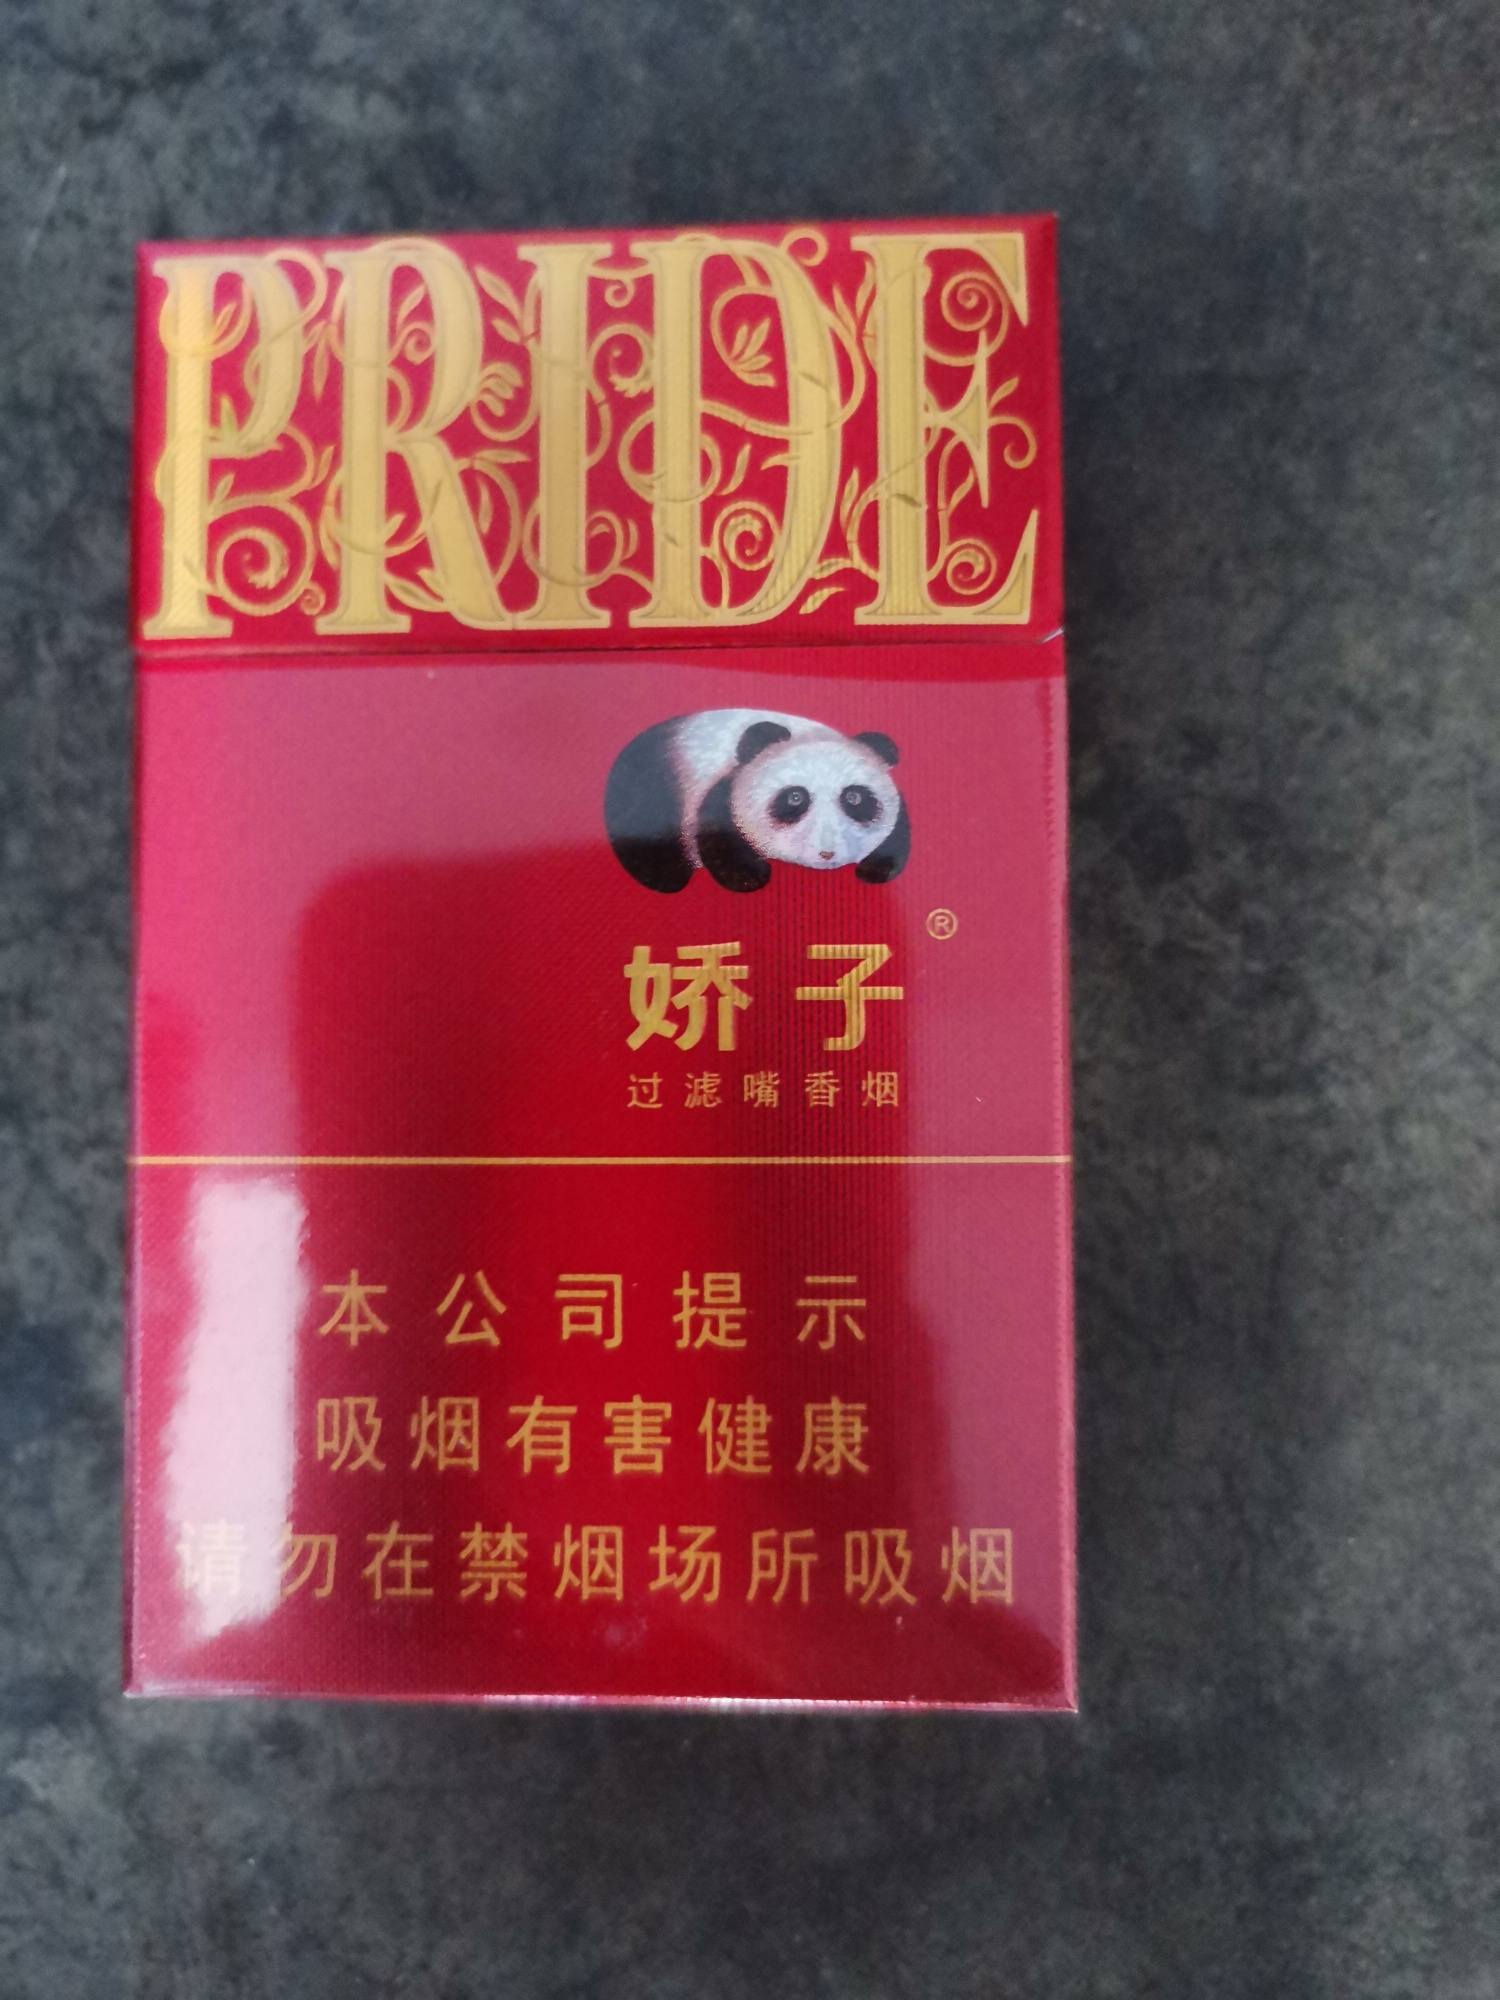 PRIDE
®
娇子
过滤嘴香烟
本公司提示
吸烟有害健康
请勿在禁烟场所吸烟